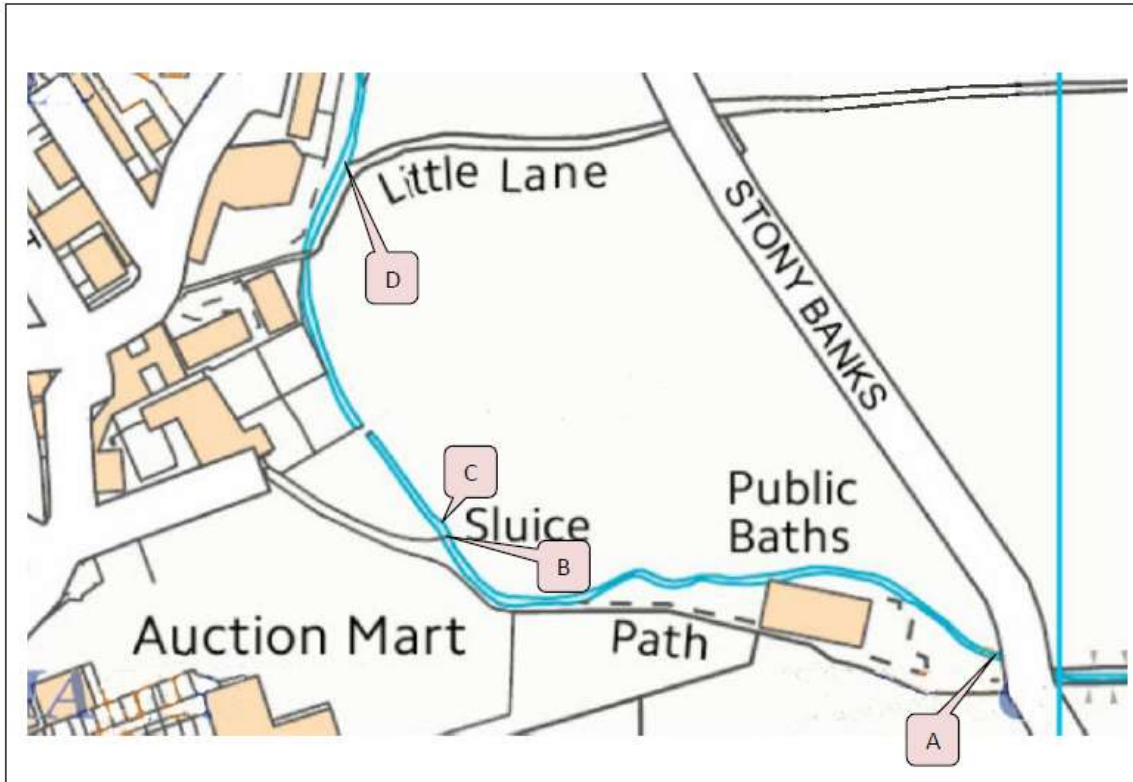 Little Lane
STONY BANKS
D
C
Sluice
B
Public
Baths
Auction Mart
Path
A
A